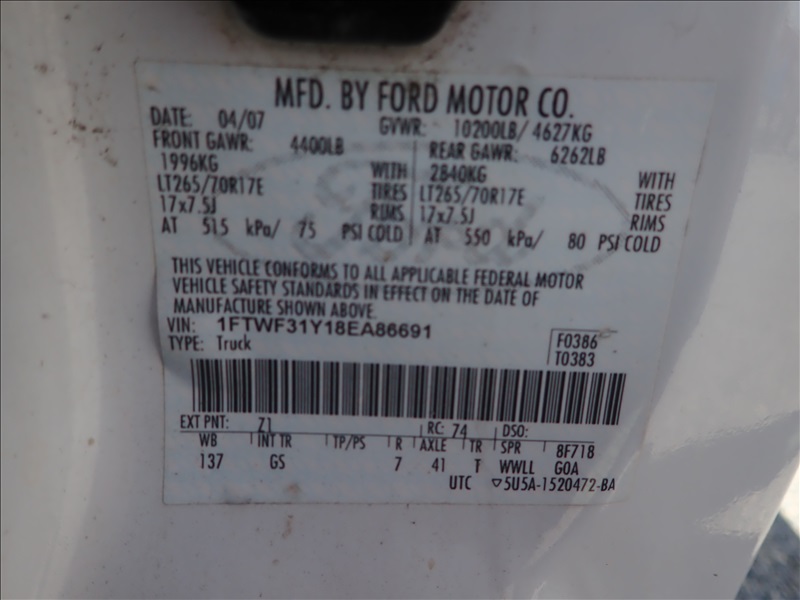 MFD. BY FORD MOTOR CO.
DATE: 04/07 GVWR: 10200LB/ 4627KG
FRONT GAWR: 4400LB REAR GAWR: 6262LB
1996KG WITH 2840KG WITH
LT265/70R17E TIRES LT265/70R17E TIRES
17x7.5J RIMS 17x7.5J RIMS
AT 515 kPa/ 75 PSI COLD AT 550 kPa/ 80 PSI COLD
THIS VEHICLE CONFORMS TO ALL APPLICABLE FEDERAL MOTOR
VEHICLE SAFETY STANDARDS IN EFFECT ON THE DATE OF
MANUFACTURE SHOWN ABOVE.
VIN: 1FTWF31Y18EA86691
TYPE: Truck
F0386
T0383
EXT PNT: Z1 RC: 74 DSO:
WB INT TR TP/PS R AXLE TR SPR 8F718
137 GS 7 41 T WWLL GOA
UTC ▽5U5A-1520472-BA